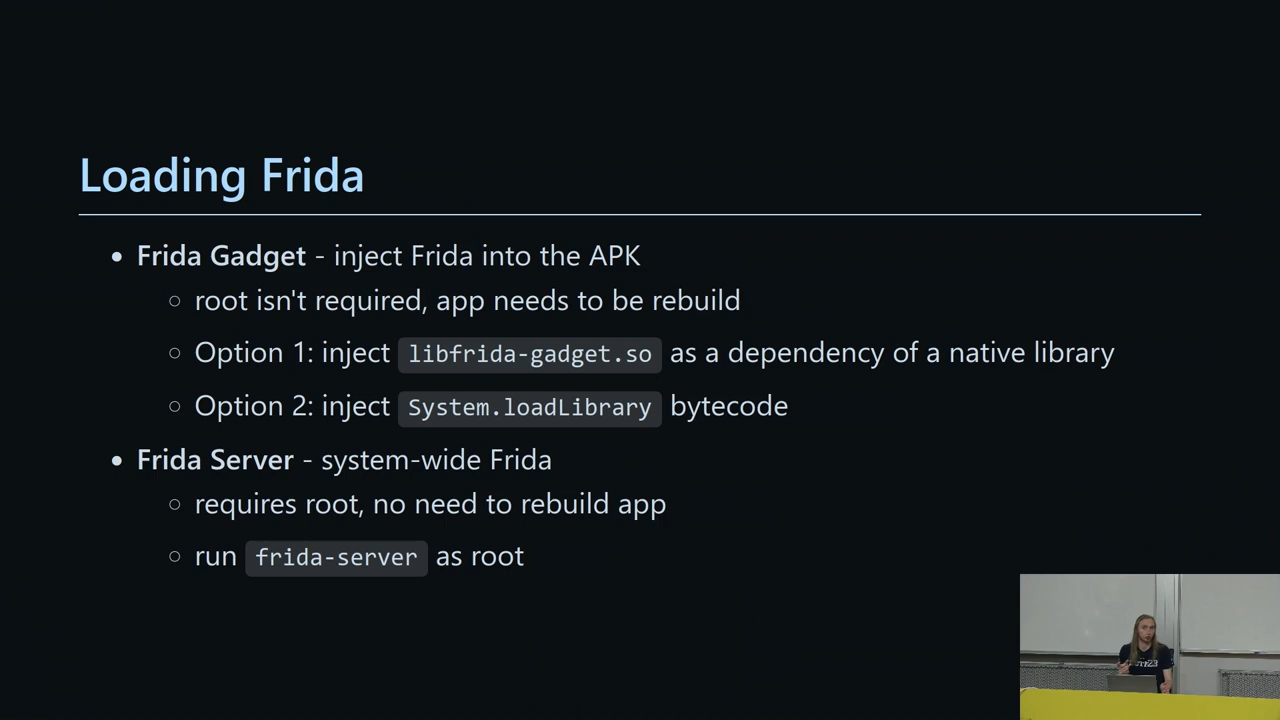 Loading Frida
Frida Gadget - inject Frida into the APK
root isn't required, app needs to be rebuild
Option 1: inject libfrida-gadget.so as a dependency of a native library
Option 2: inject System.loadLibrary bytecode
Frida Server - system-wide Frida
requires root, no need to rebuild app
run frida-server as root